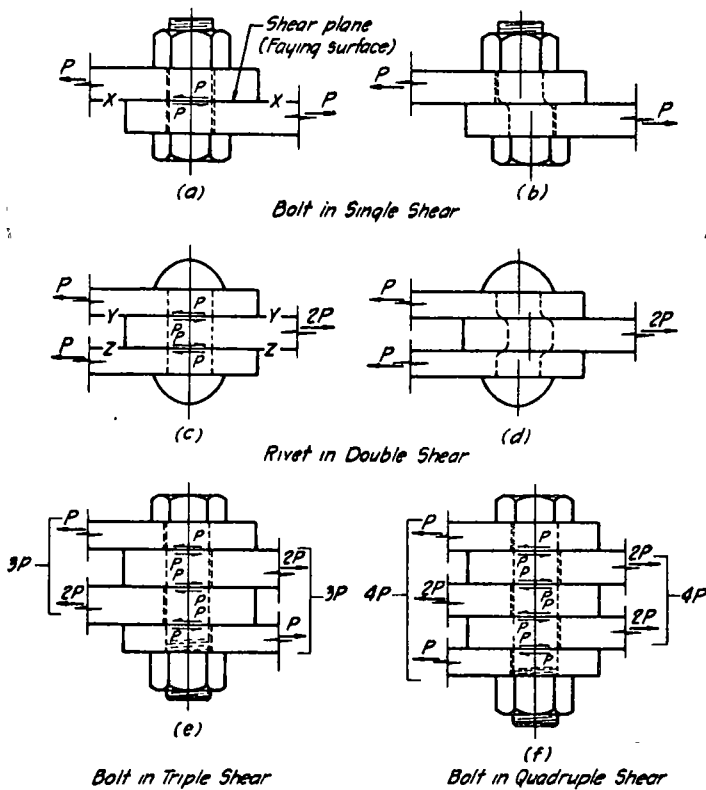 Shear plane
(Faying surface)
P
P
X
P
P
X
P
P
(a)
(b)
Bolt in Single Shear
P
P
Y
P
Y
2P
P
2P
P
Z
P
P
Z
P
(c)
(d)
Rivet in Double Shear
P
P
P
P
2P
P
P
2P
3P
P
P
3P
4P
2P
P
P
4P
2P
P
P
P
P
2P
P
P
P
P
P
P
P
P
(e)
(f)
Bolt in Triple Shear
Bolt in Quadruple Shear